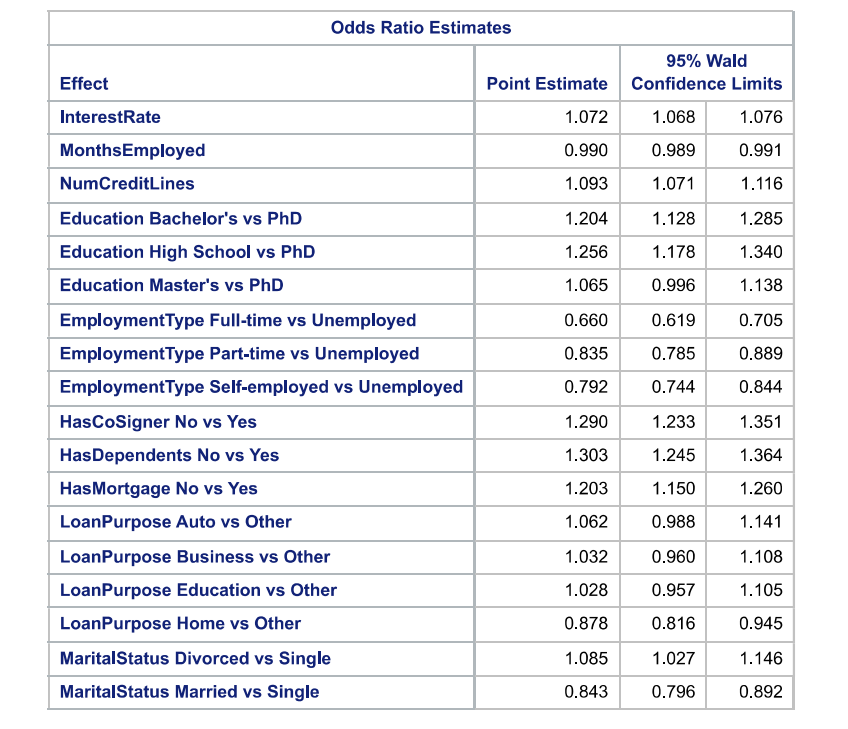 Odds Ratio Estimates
Effect Point Estimate 95% Wald Confidence Limits
InterestRate 1.072 1.068 1.076
MonthsEmployed 0.990 0.989 0.991
NumCreditLines 1.093 1.071 1.116
Education Bachelor's vs PhD 1.204 1.128 1.285
Education High School vs PhD 1.256 1.178 1.340
Education Master's vs PhD 1.065 0.996 1.138
EmploymentType Full-time vs Unemployed 0.660 0.619 0.705
EmploymentType Part-time vs Unemployed 0.835 0.785 0.889
EmploymentType Self-employed vs Unemployed 0.792 0.744 0.844
HasCoSigner No vs Yes 1.290 1.233 1.351
HasDependents No vs Yes 1.303 1.245 1.364
HasMortgage No vs Yes 1.203 1.150 1.260
LoanPurpose Auto vs Other 1.062 0.988 1.141
LoanPurpose Business vs Other 1.032 0.960 1.108
LoanPurpose Education vs Other 1.028 0.957 1.105
LoanPurpose Home vs Other 0.878 0.816 0.945
MaritalStatus Divorced vs Single 1.085 1.027 1.146
MaritalStatus Married vs Single 0.843 0.796 0.892